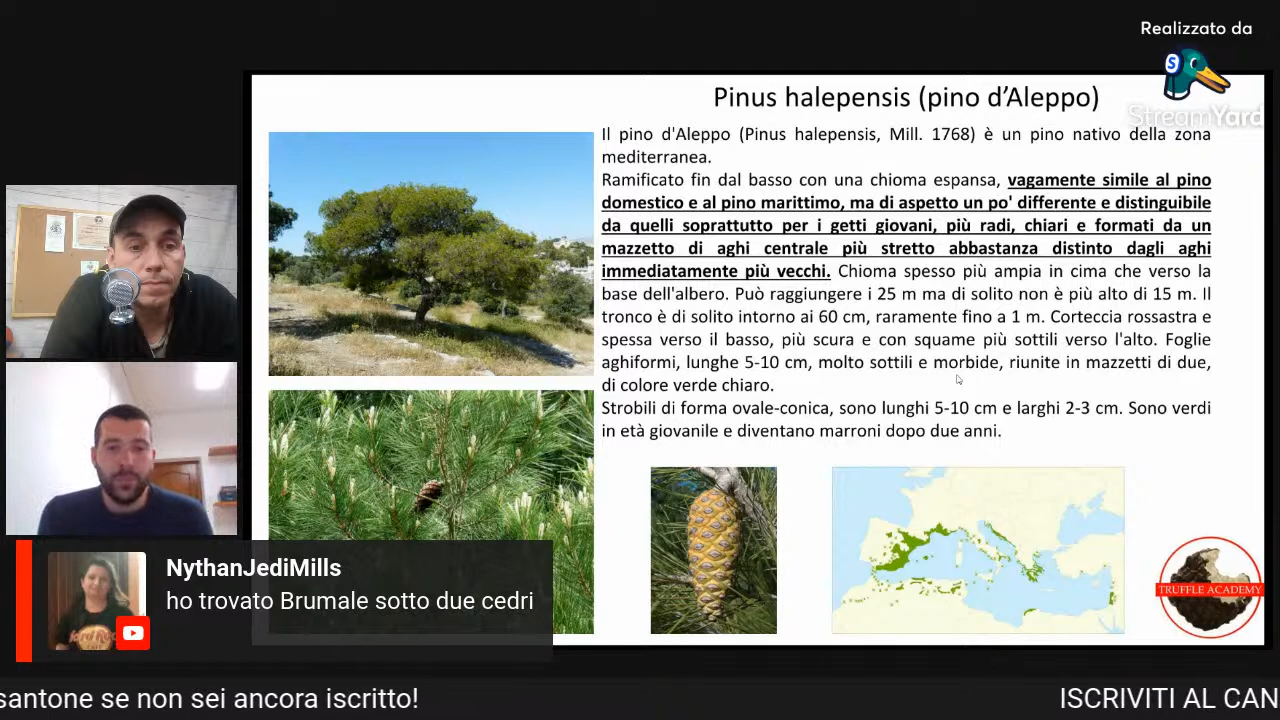 Realizzato da
S
StreamYard
Pinus halepensis (pino d’Aleppo)
Il pino d'Aleppo (Pinus halepensis, Mill. 1768) è un pino nativo della zona
mediterranea.
Ramificato fin dal basso con una chioma espansa, vagamente simile al pino
domestico e al pino marittimo, ma di aspetto un po' differente e distinguibile
da quelli soprattutto per i getti giovani, più radi, chiari e formati da un
mazzetto di aghi centrale più stretto abbastanza distinto dagli aghi
immediatamente più vecchi. Chioma spesso più ampia in cima che verso la
base dell'albero. Può raggiungere i 25 m ma di solito non è più alto di 15 m. Il
tronco è di solito intorno ai 60 cm, raramente fino a 1 m. Corteccia rossastra e
spessa verso il basso, più scura e con squame più sottili verso l'alto. Foglie
aghiformi, lunghe 5-10 cm, molto sottili e morbide, riunite in mazzetti di due,
di colore verde chiaro.
Strobili di forma ovale-conica, sono lunghi 5-10 cm e larghi 2-3 cm. Sono verdi
in età giovanile e diventano marroni dopo due anni.
TRUFFLE ACADEMY
NythanJediMills
ho trovato Brumale sotto due cedri
santone se non sei ancora iscritto!
ISCRIVITI AL CAN